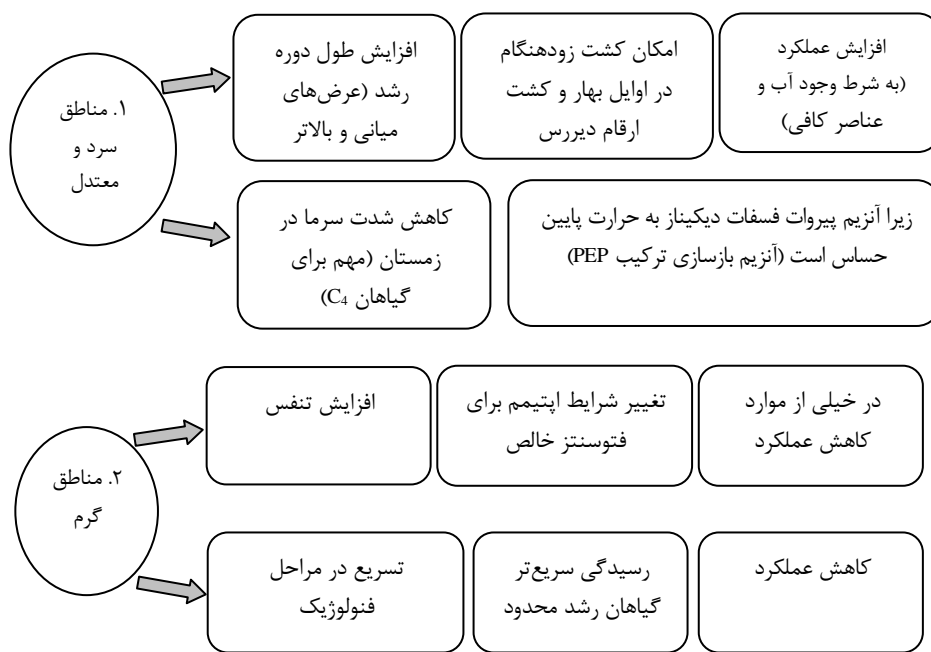 ۱. مناطق
سرد و
معتدل
افزایش طول دوره
رشد (عرض‌های
میانی و بالاتر
امکان کشت زودهنگام
در اوایل بهار و کشت
ارقام دیررس
افزایش عملکرد
(به شرط وجود آب و
عناصر کافی)
کاهش شدت سرما در
زمستان (مهم برای
گیاهان C₄)
زیرا آنزیم پیروات فسفات دیکیناز به حرارت پایین
حساس است (آنزیم بازسازی ترکیب PEP)
۲. مناطق
گرم
افزایش تنفس
تغییر شرایط اپتیمم برای
فتوسنتز خالص
در خیلی از موارد
کاهش عملکرد
تسریع در مراحل
فنولوژیک
رسیدگی سریع‌تر
گیاهان رشد محدود
کاهش عملکرد